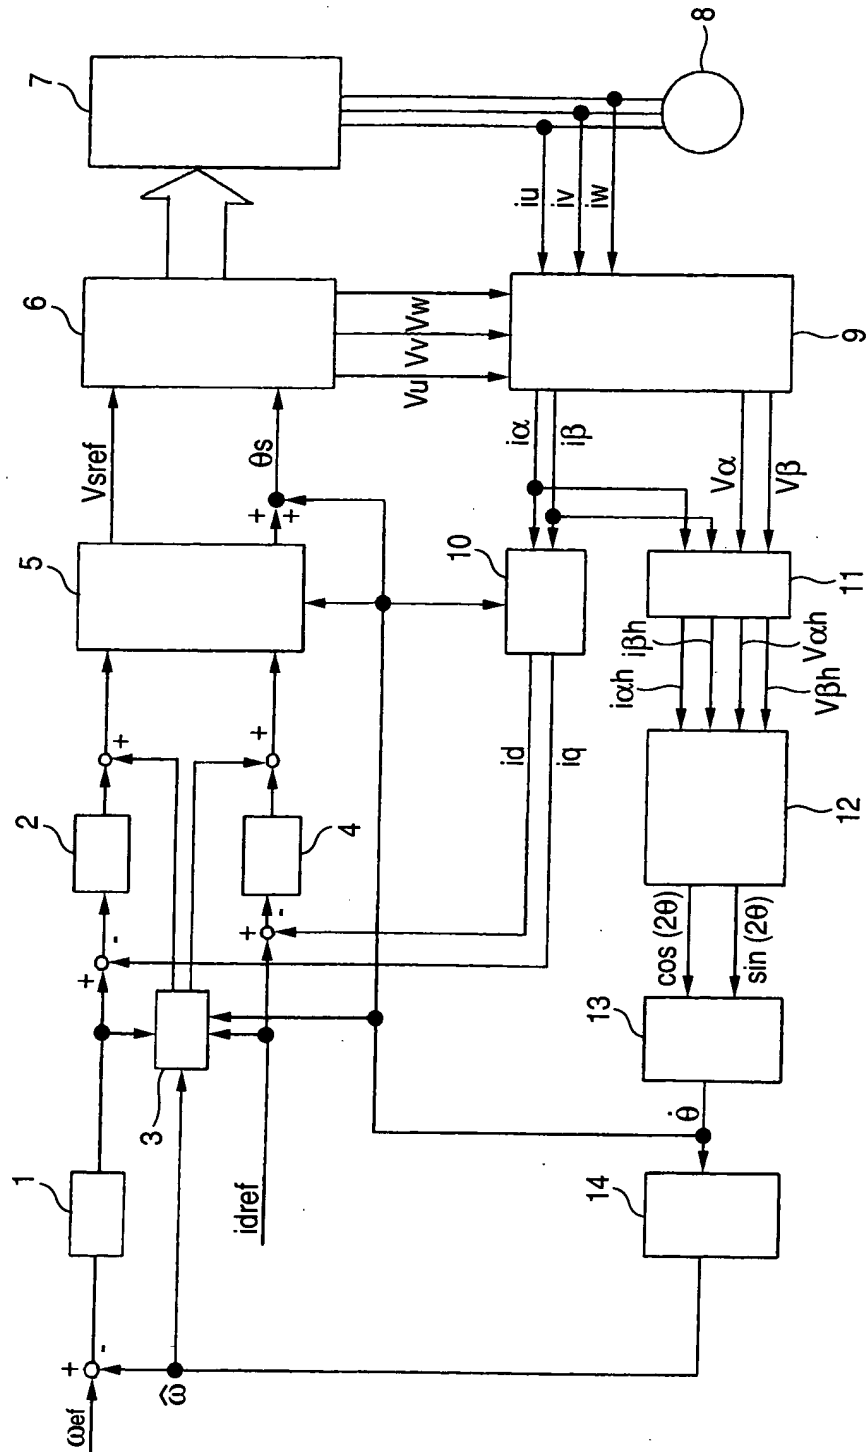 ωef
+
-
ω̂
1
+
-
2
+
3
idref
+
-
4
+
5
Vsref
+
+
θs
6
7
8
Vu
Vv
Vw
iu
iv
iw
9
iα
iβ
Vα
Vβ
10
id
iq
11
iαh
iβh
Vαh
Vβh
12
cos (2θ)
sin (2θ)
13
θ̇
14